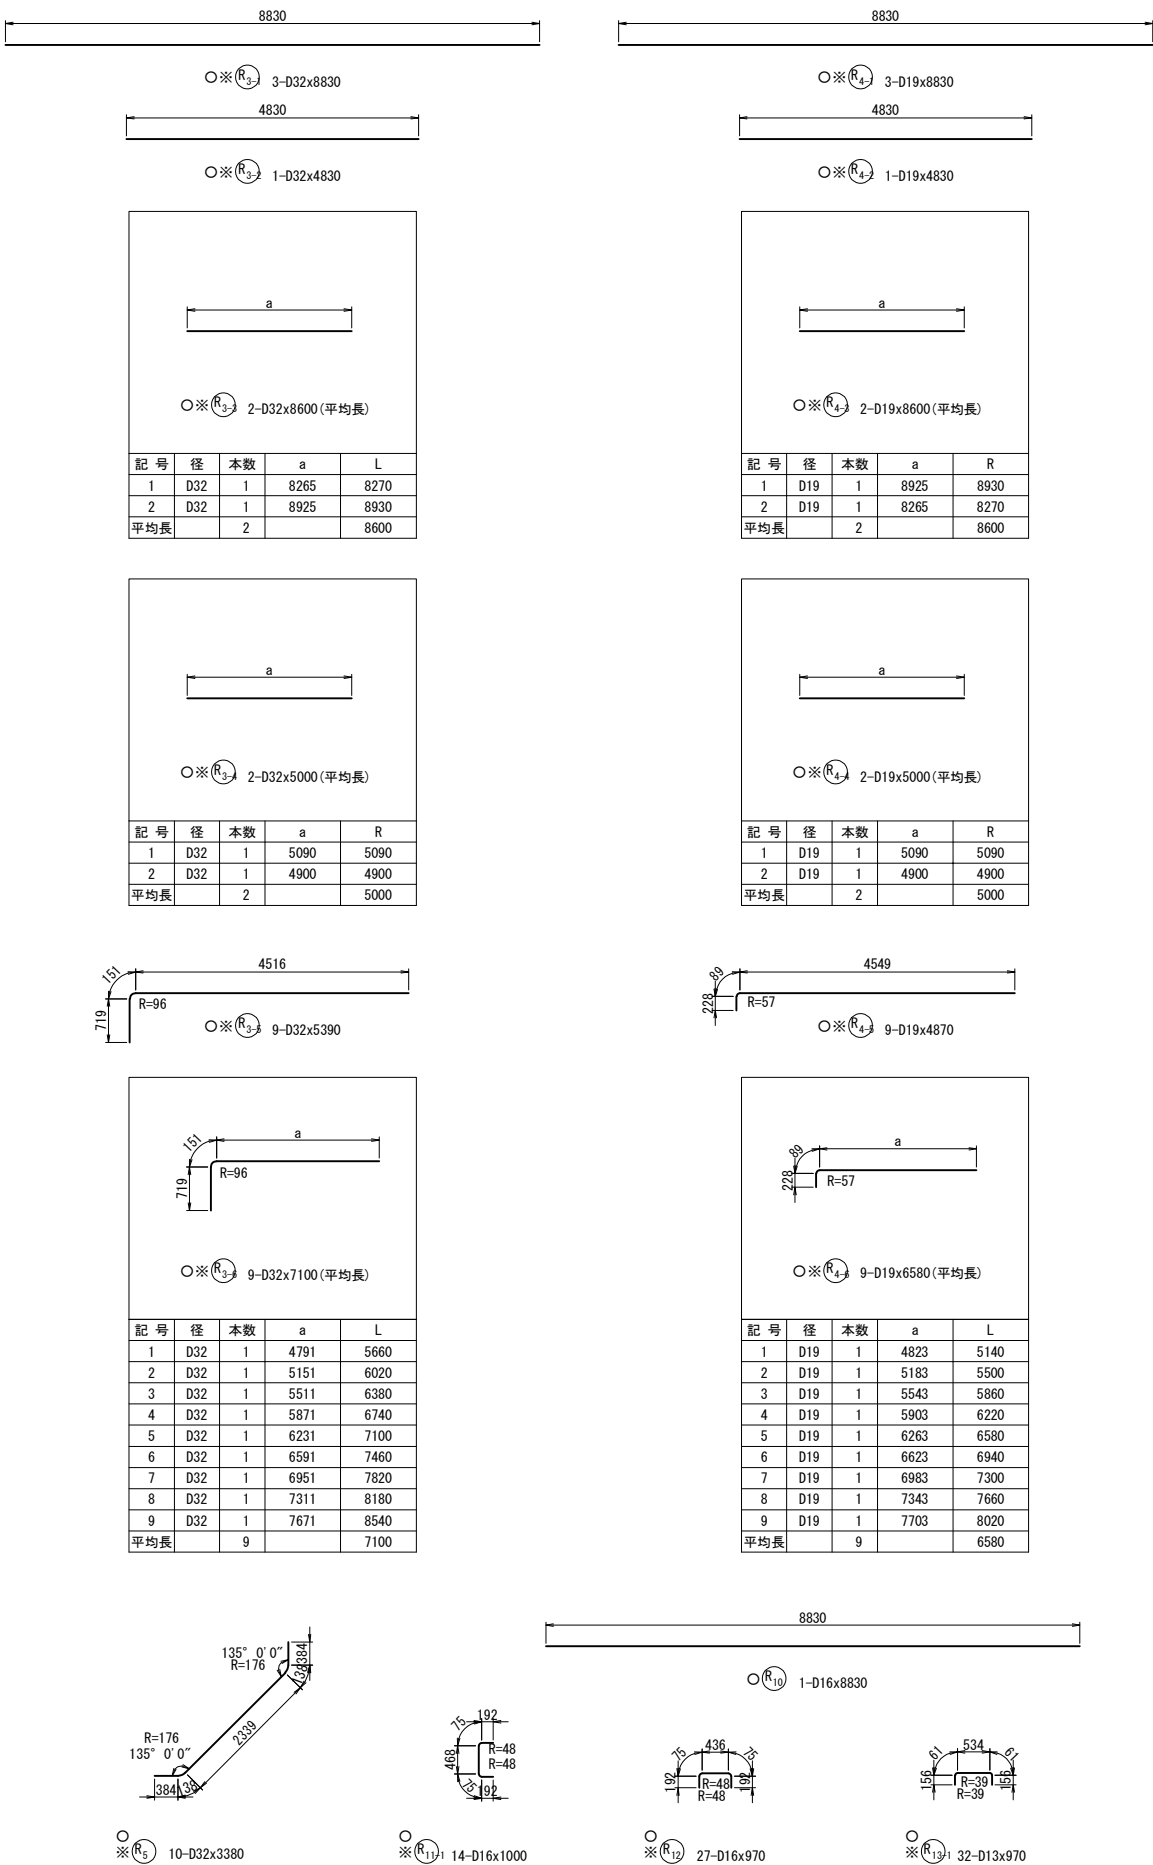 8830
8830
○※R3-1 3-D32x8830
○※R4-1 3-D19x8830
4830
4830
○※R3-2 1-D32x4830
○※R4-2 1-D19x4830
a
○※R3-3 2-D32x8600(平均長)
記 号 径 本数 a L
1 D32 1 8265 8270
2 D32 1 8925 8930
平均長 2 8600
a
○※R4-3 2-D19x8600(平均長)
記 号 径 本数 a R
1 D19 1 8925 8930
2 D19 1 8265 8270
平均長 2 8600
a
○※R3-4 2-D32x5000(平均長)
記 号 径 本数 a R
1 D32 1 5090 5090
2 D32 1 4900 4900
平均長 2 5000
a
○※R4-4 2-D19x5000(平均長)
記 号 径 本数 a R
1 D19 1 5090 5090
2 D19 1 4900 4900
平均長 2 5000
151
4516
719
R=96
○※R3-5 9-D32x5390
89
4549
228
R=57
○※R4-5 9-D19x4870
151
a
719
R=96
○※R3-6 9-D32x7100(平均長)
記 号 径 本数 a L
1 D32 1 4791 5660
2 D32 1 5151 6020
3 D32 1 5511 6380
4 D32 1 5871 6740
5 D32 1 6231 7100
6 D32 1 6591 7460
7 D32 1 6951 7820
8 D32 1 7311 8180
9 D32 1 7671 8540
平均長 9 7100
89
a
228
R=57
○※R4-6 9-D19x6580(平均長)
記 号 径 本数 a L
1 D19 1 4823 5140
2 D19 1 5183 5500
3 D19 1 5543 5860
4 D19 1 5903 6220
5 D19 1 6263 6580
6 D19 1 6623 6940
7 D19 1 6983 7300
8 D19 1 7343 7660
9 D19 1 7703 8020
平均長 9 6580
8830
○R10 1-D16x8830
135° 0'0"
R=176
384
138
2339
R=176
135° 0'0"
384
138
○
※R5 10-D32x3380
75
192
468
R=48
R=48
75
192
○
※R11-1 14-D16x1000
75
436
75
192
192
R=48
R=48
○
※R12 27-D16x970
61
534
61
156
156
R=39
R=39
○
※R13-1 32-D13x970